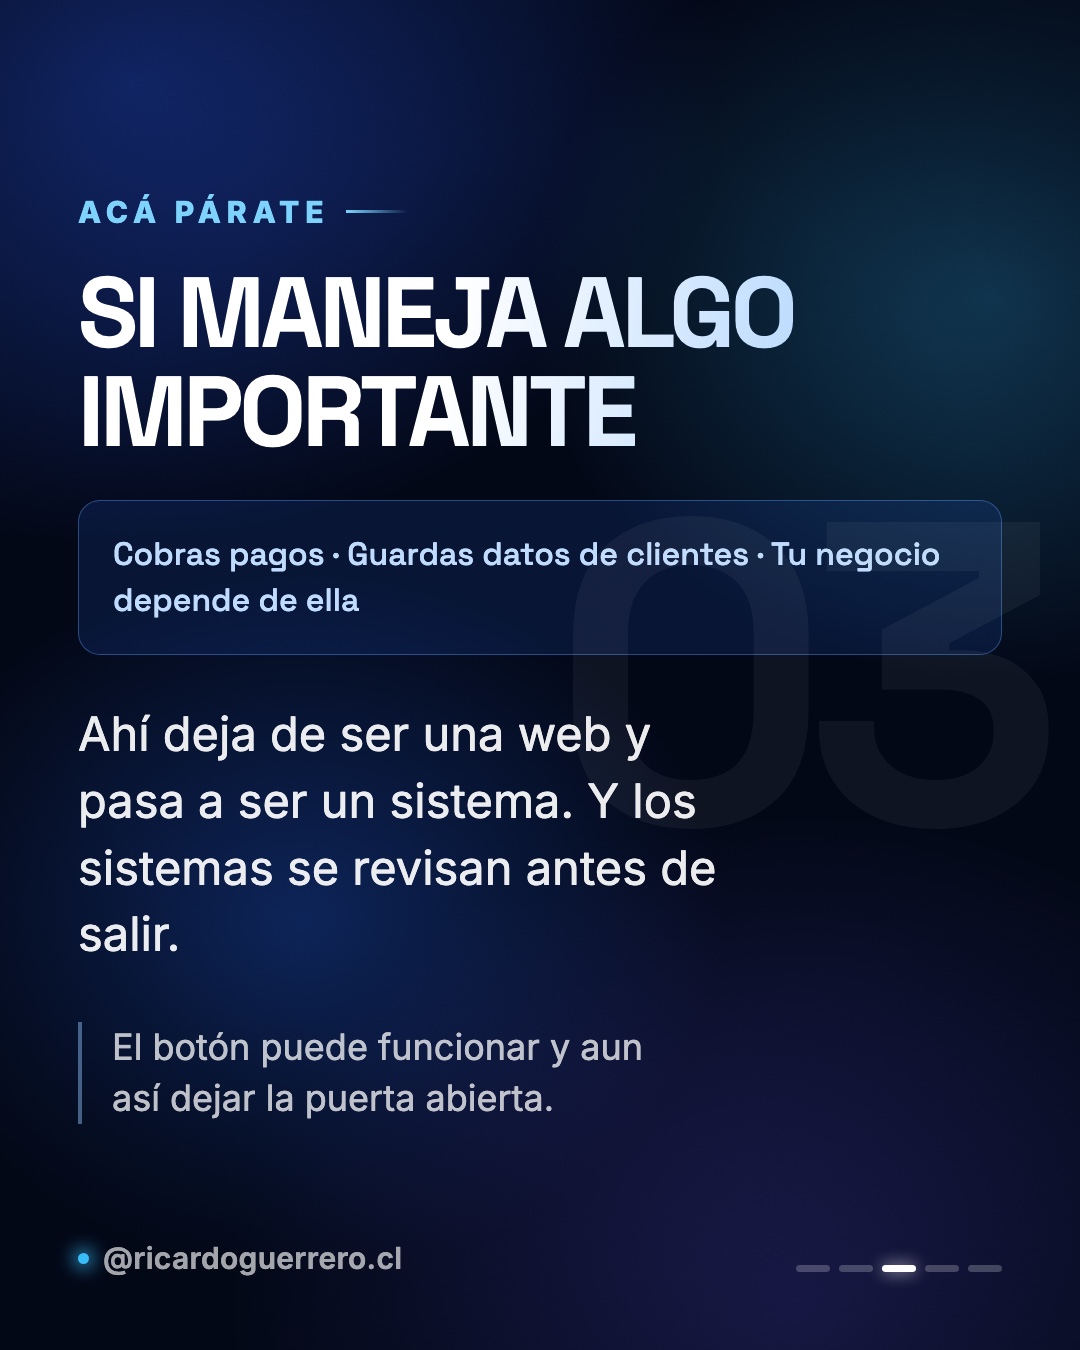 ACÁ PÁRATE
SI MANEJA ALGO
IMPORTANTE
03
Cobras pagos · Guardas datos de clientes · Tu negocio
depende de ella
Ahí deja de ser una web y
pasa a ser un sistema. Y los
sistemas se revisan antes de
salir.
El botón puede funcionar y aun
así dejar la puerta abierta.
@ricardoguerrero.cl